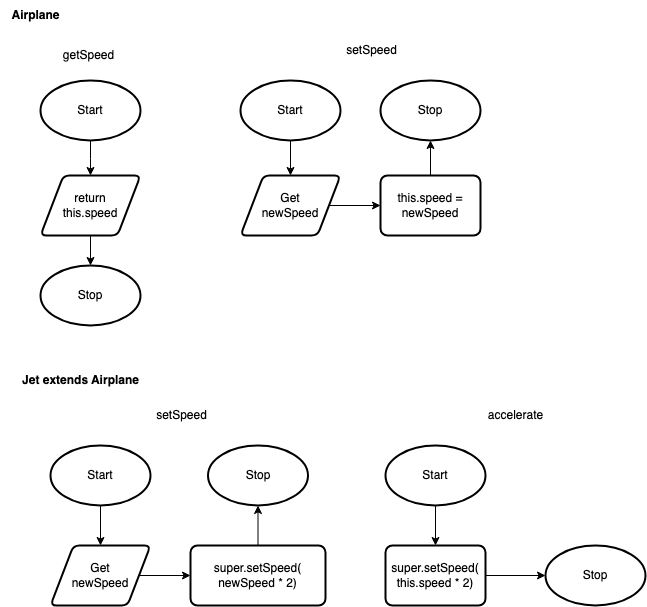 Airplane
getSpeed
setSpeed
Start
Start
Stop
return
this.speed
Get
newSpeed
this.speed =
newSpeed
Stop
Jet extends Airplane
setSpeed
accelerate
Start
Stop
Start
Get
newSpeed
super.setSpeed(
newSpeed * 2)
super.setSpeed(
this.speed * 2)
Stop